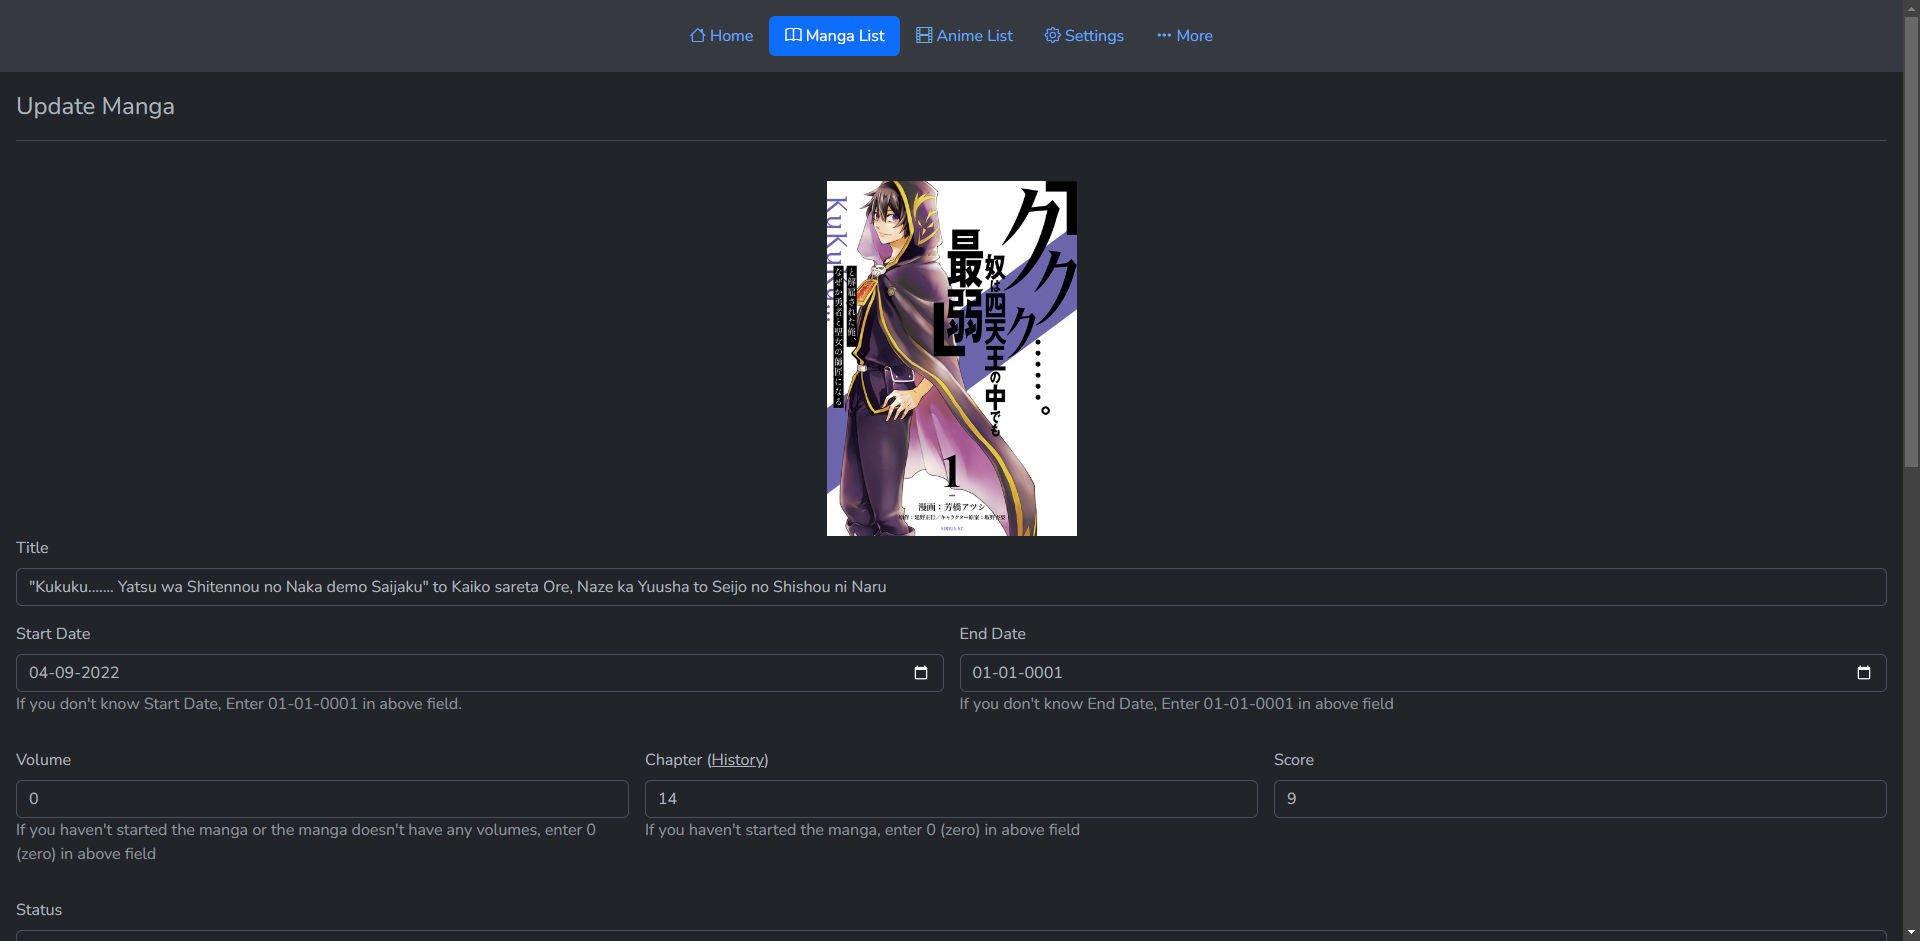 Home
Manga List
Anime List
Settings
More
Update Manga
KuKuKu...
「ククク……。
奴は四天王の中でも
最弱」
と解雇された俺、
なぜか勇者と聖女の師匠になる
1
漫画：芳橋アツシ
SIRIUS KC
Title
"Kukuku....... Yatsu wa Shitennou no Naka demo Saijaku" to Kaiko sareta Ore, Naze ka Yuusha to Seijo no Shishou ni Naru
Start Date
End Date
04-09-2022
01-01-0001
If you don't know Start Date, Enter 01-01-0001 in above field.
If you don't know End Date, Enter 01-01-0001 in above field
Volume
Chapter (History)
Score
0
14
9
If you haven't started the manga or the manga doesn't have any volumes, enter 0
(zero) in above field
If you haven't started the manga, enter 0 (zero) in above field
Status